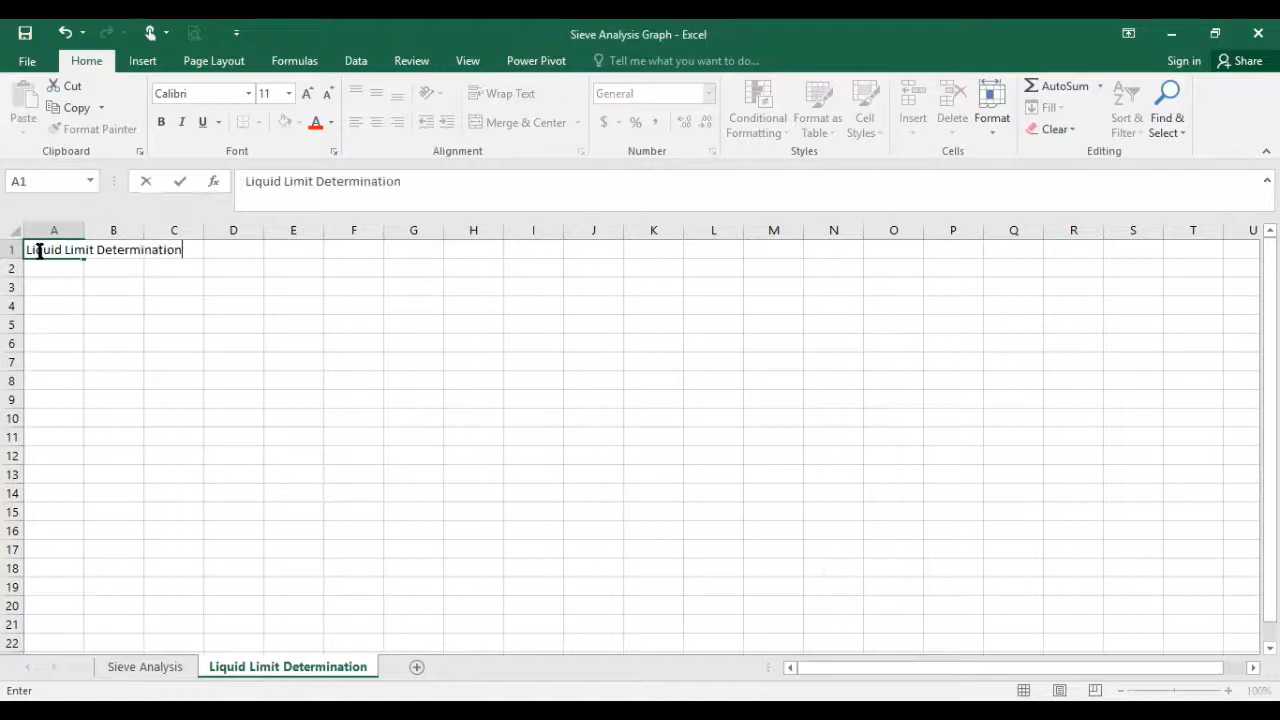 Sieve Analysis Graph - Excel
File Home Insert Page Layout Formulas Data Review View Power Pivot Tell me what you want to do... Sign in Share
Paste
Cut
Copy
Format Painter
Clipboard
Calibri 11
B I U
Font
Wrap Text
Merge & Center
Alignment
General
$ % ,
Number
Conditional Formatting
Format as Table
Cell Styles
Styles
Insert Delete Format
Cells
AutoSum
Fill
Clear
Sort & Filter
Find & Select
Editing
A1 fx Liquid Limit Determination
A B C D E F G H I J K L M N O P Q R S T U
1 Liquid Limit Determination
2
3
4
5
6
7
8
9
10
11
12
13
14
15
16
17
18
19
20
21
22
Sieve Analysis Liquid Limit Determination
Enter 100%